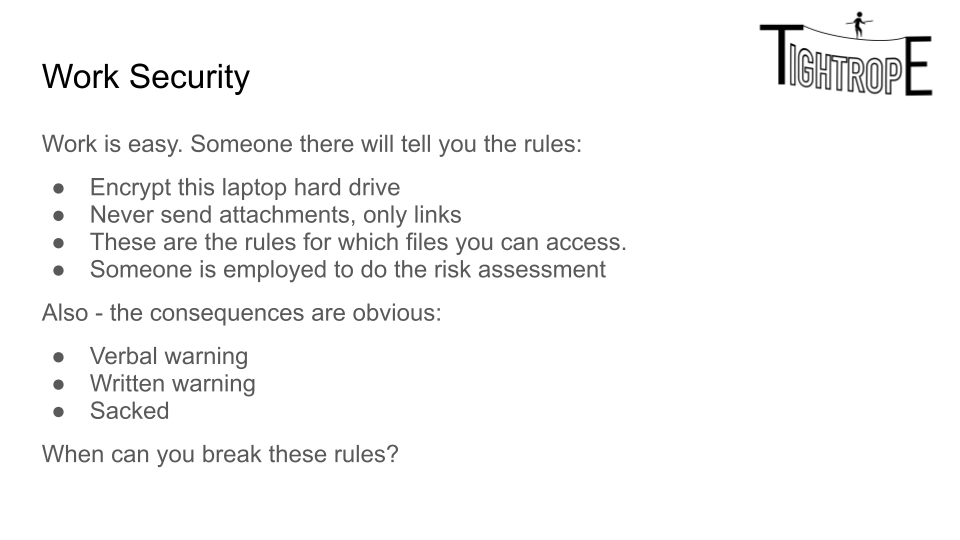 TIGHTROPE
Work Security
Work is easy. Someone there will tell you the rules:
● Encrypt this laptop hard drive
● Never send attachments, only links
● These are the rules for which files you can access.
● Someone is employed to do the risk assessment
Also - the consequences are obvious:
● Verbal warning
● Written warning
● Sacked
When can you break these rules?